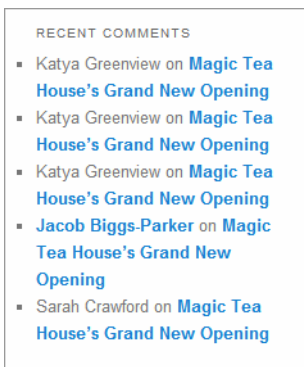 RECENT COMMENTS
Katya Greenview on Magic Tea
House’s Grand New Opening
Katya Greenview on Magic Tea
House’s Grand New Opening
Katya Greenview on Magic Tea
House’s Grand New Opening
Jacob Biggs-Parker on Magic
Tea House’s Grand New
Opening
Sarah Crawford on Magic Tea
House’s Grand New Opening